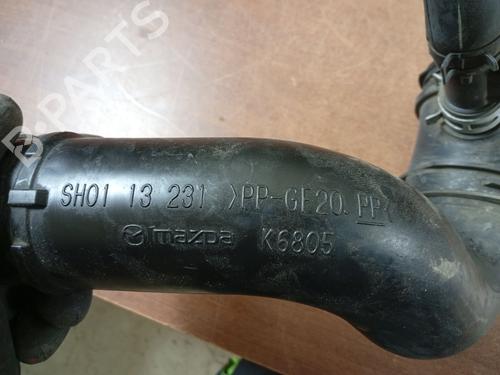 SH01 13 231 >PP-GF20. PP<
mazda K6805
B-PARTS